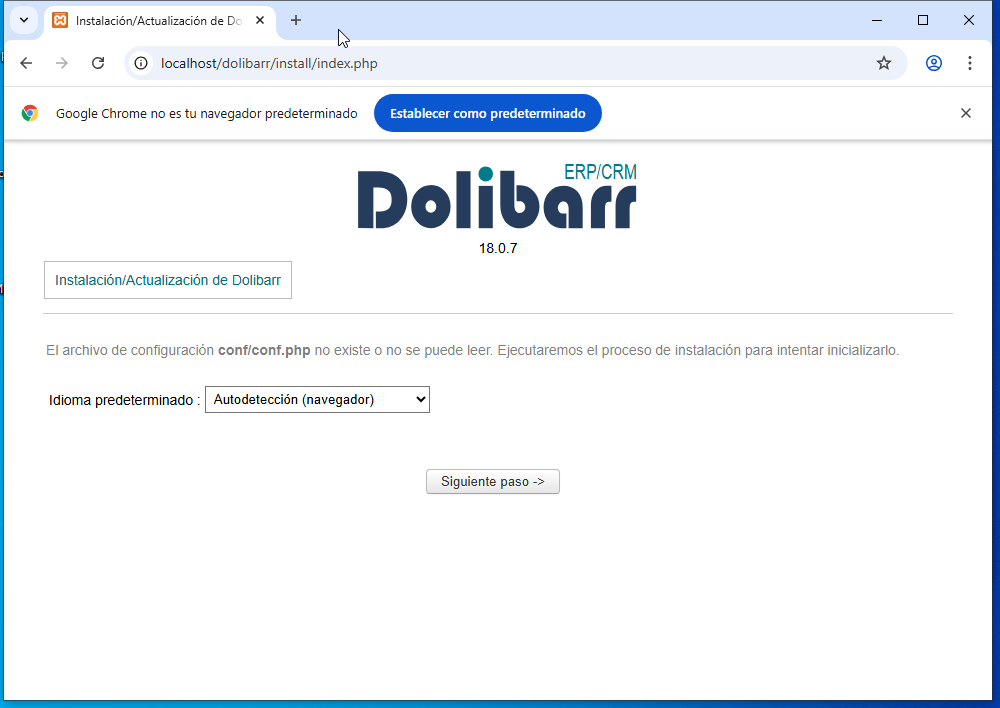 Instalación/Actualización de Do
localhost/dolibarr/install/index.php
Google Chrome no es tu navegador predeterminado
Establecer como predeterminado
ERP/CRM
Dolibarr
18.0.7
Instalación/Actualización de Dolibarr
El archivo de configuración conf/conf.php no existe o no se puede leer. Ejecutaremos el proceso de instalación para intentar inicializarlo.
Idioma predeterminado : Autodetección (navegador)
Siguiente paso ->